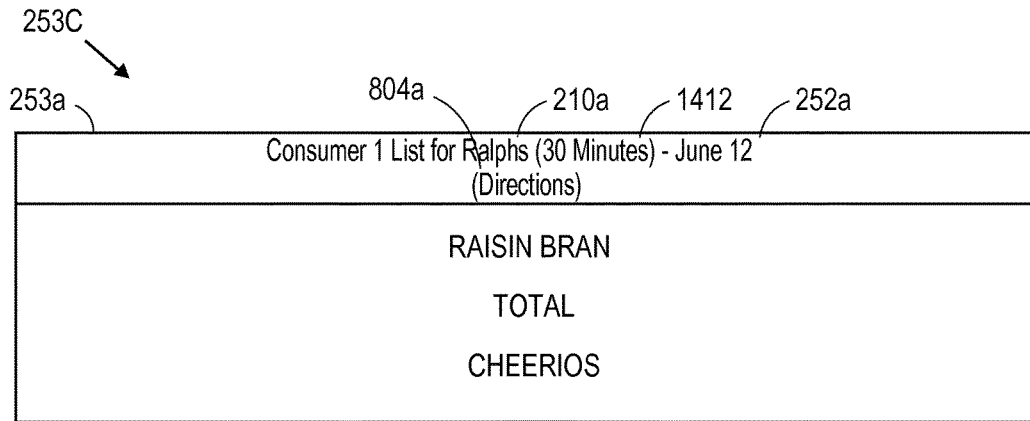 253C
253a
804a
210a
1412
252a
Consumer 1 List for Ralphs (30 Minutes) - June 12
(Directions)
RAISIN BRAN
TOTAL
CHEERIOS